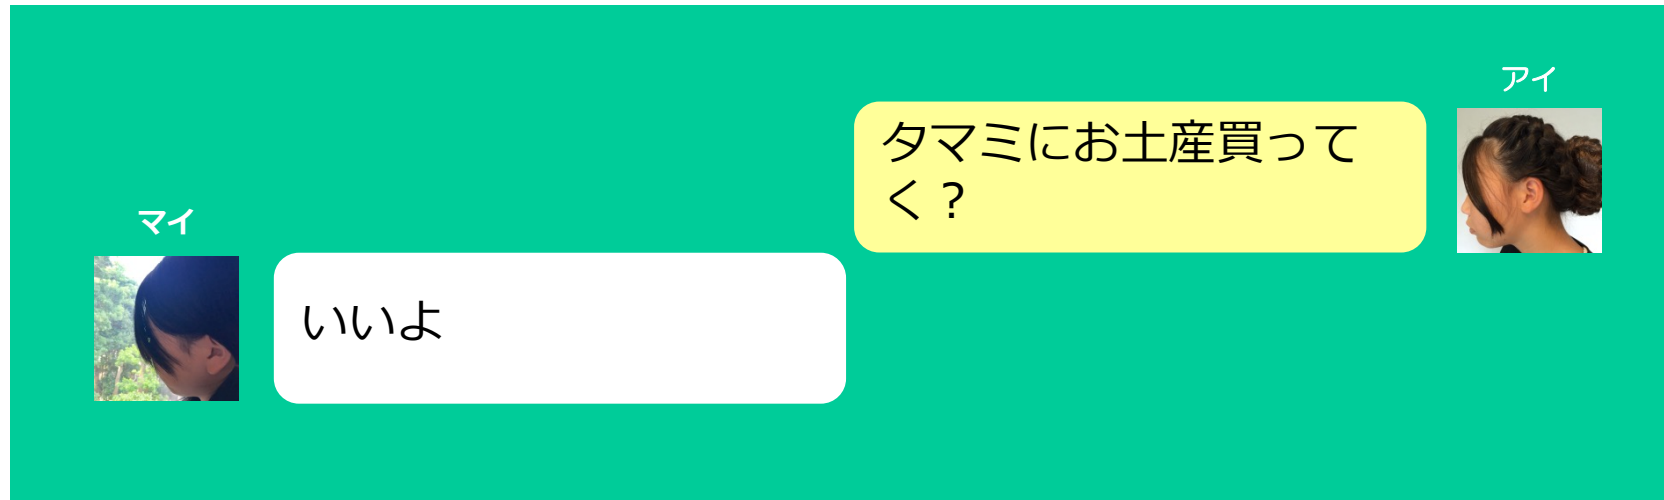 アイ
タマミにお土産買って
く？
マイ
いいよ